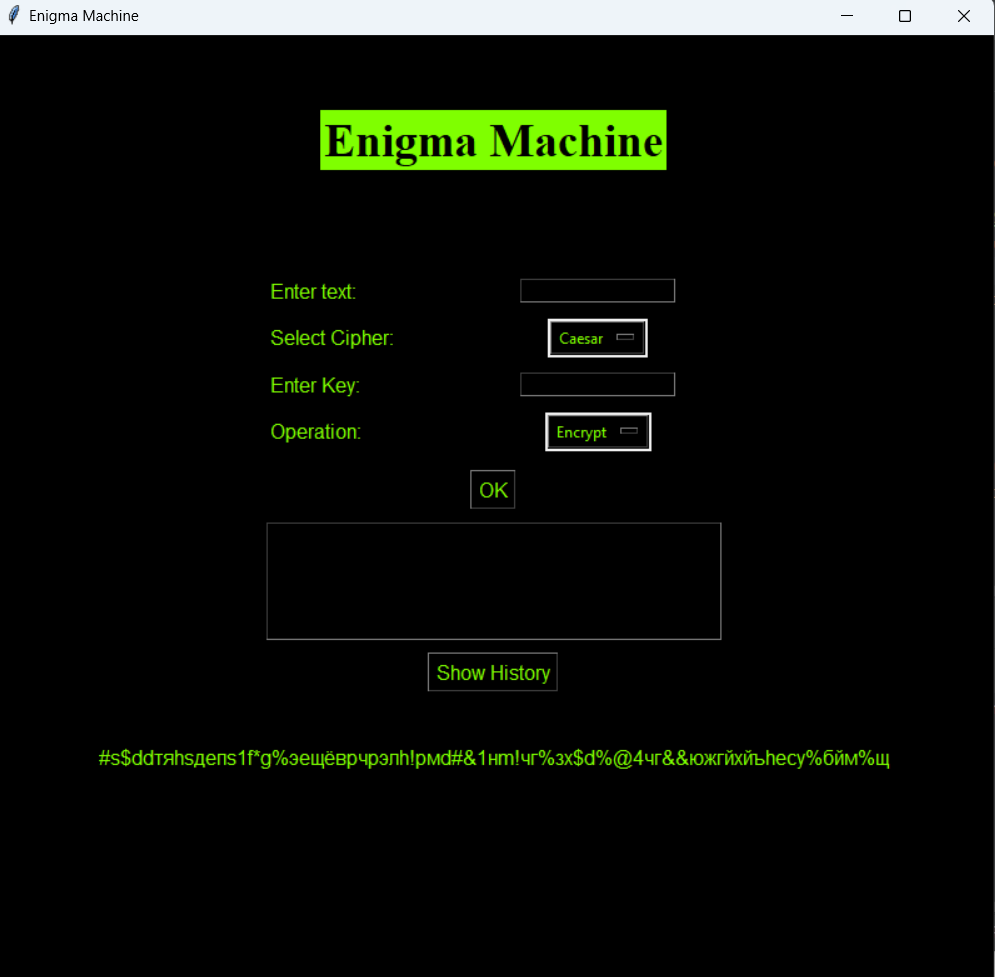 Enigma Machine
Enigma Machine
Enter text:
Select Cipher: Caesar
Enter Key:
Operation: Encrypt
OK
Show History
#s$ddтяhsдепs1f*g%эещёврчрэлh!рмd#&1нm!чг%зх$d%@4чг&&южгйхйъhесу%бйм%щ